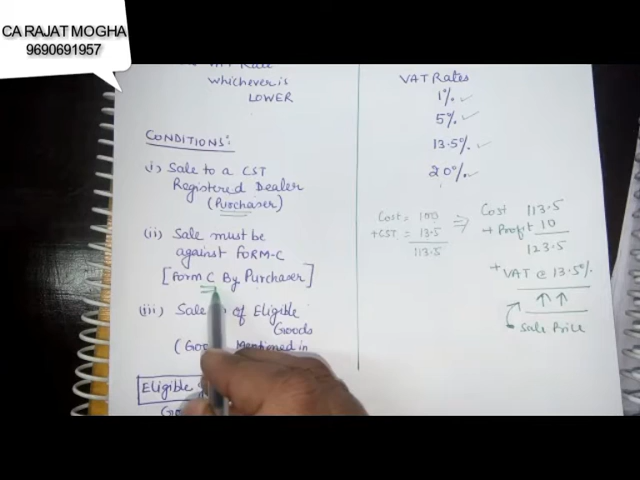 CA RAJAT MOGHA
9690691957
whichever is
LOWER
CONDITIONS:
(i) Sale to a CST
Registered Dealer
(Purchaser)
(ii) Sale must be
against FORM-C
[Form C By Purchaser]
(iii) Sale of Eligible
Goods
Mentioned in
Eligible
VAT Rates
1%
5%
13.5%
20%
Cost = 100
+CST = 13.5
113.5
⇒ Cost 113.5
+ Profit 10
123.5
+ VAT @ 13.5%
↑↑
Sale Price